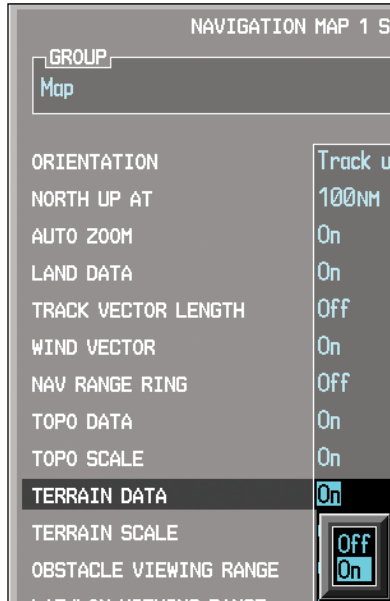 NAVIGATION MAP 1 S
GROUP
Map
ORIENTATION Track u
NORTH UP AT 100NM
AUTO ZOOM On
LAND DATA On
TRACK VECTOR LENGTH Off
WIND VECTOR On
NAV RANGE RING Off
TOPO DATA On
TOPO SCALE On
TERRAIN DATA On
TERRAIN SCALE
Off
OBSTACLE VIEWING RANGE On